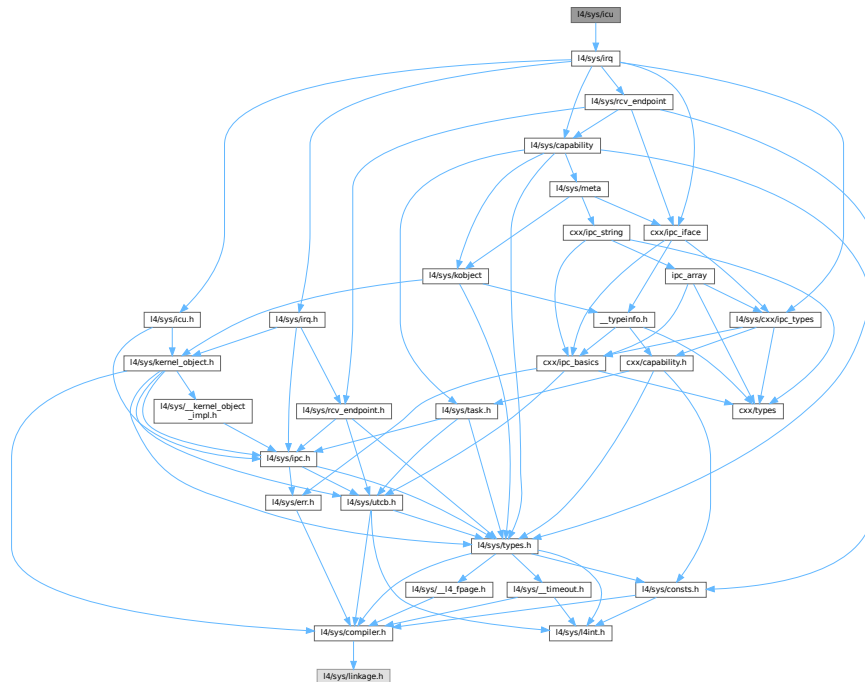 l4/sys/icu
l4/sys/irq
l4/sys/rcv_endpoint
l4/sys/capability
l4/sys/meta
cxx/ipc_string
cxx/ipc_iface
l4/sys/kobject
ipc_array
l4/sys/icu.h
l4/sys/irq.h
__typeinfo.h
l4/sys/cxx/ipc_types
l4/sys/kernel_object.h
cxx/ipc_basics
cxx/capability.h
l4/sys/__kernel_object
_impl.h
l4/sys/rcv_endpoint.h
l4/sys/task.h
cxx/types
l4/sys/ipc.h
l4/sys/err.h
l4/sys/utcb.h
l4/sys/types.h
l4/sys/__l4_fpage.h
l4/sys/__timeout.h
l4/sys/consts.h
l4/sys/compiler.h
l4/sys/l4int.h
l4/sys/linkage.h